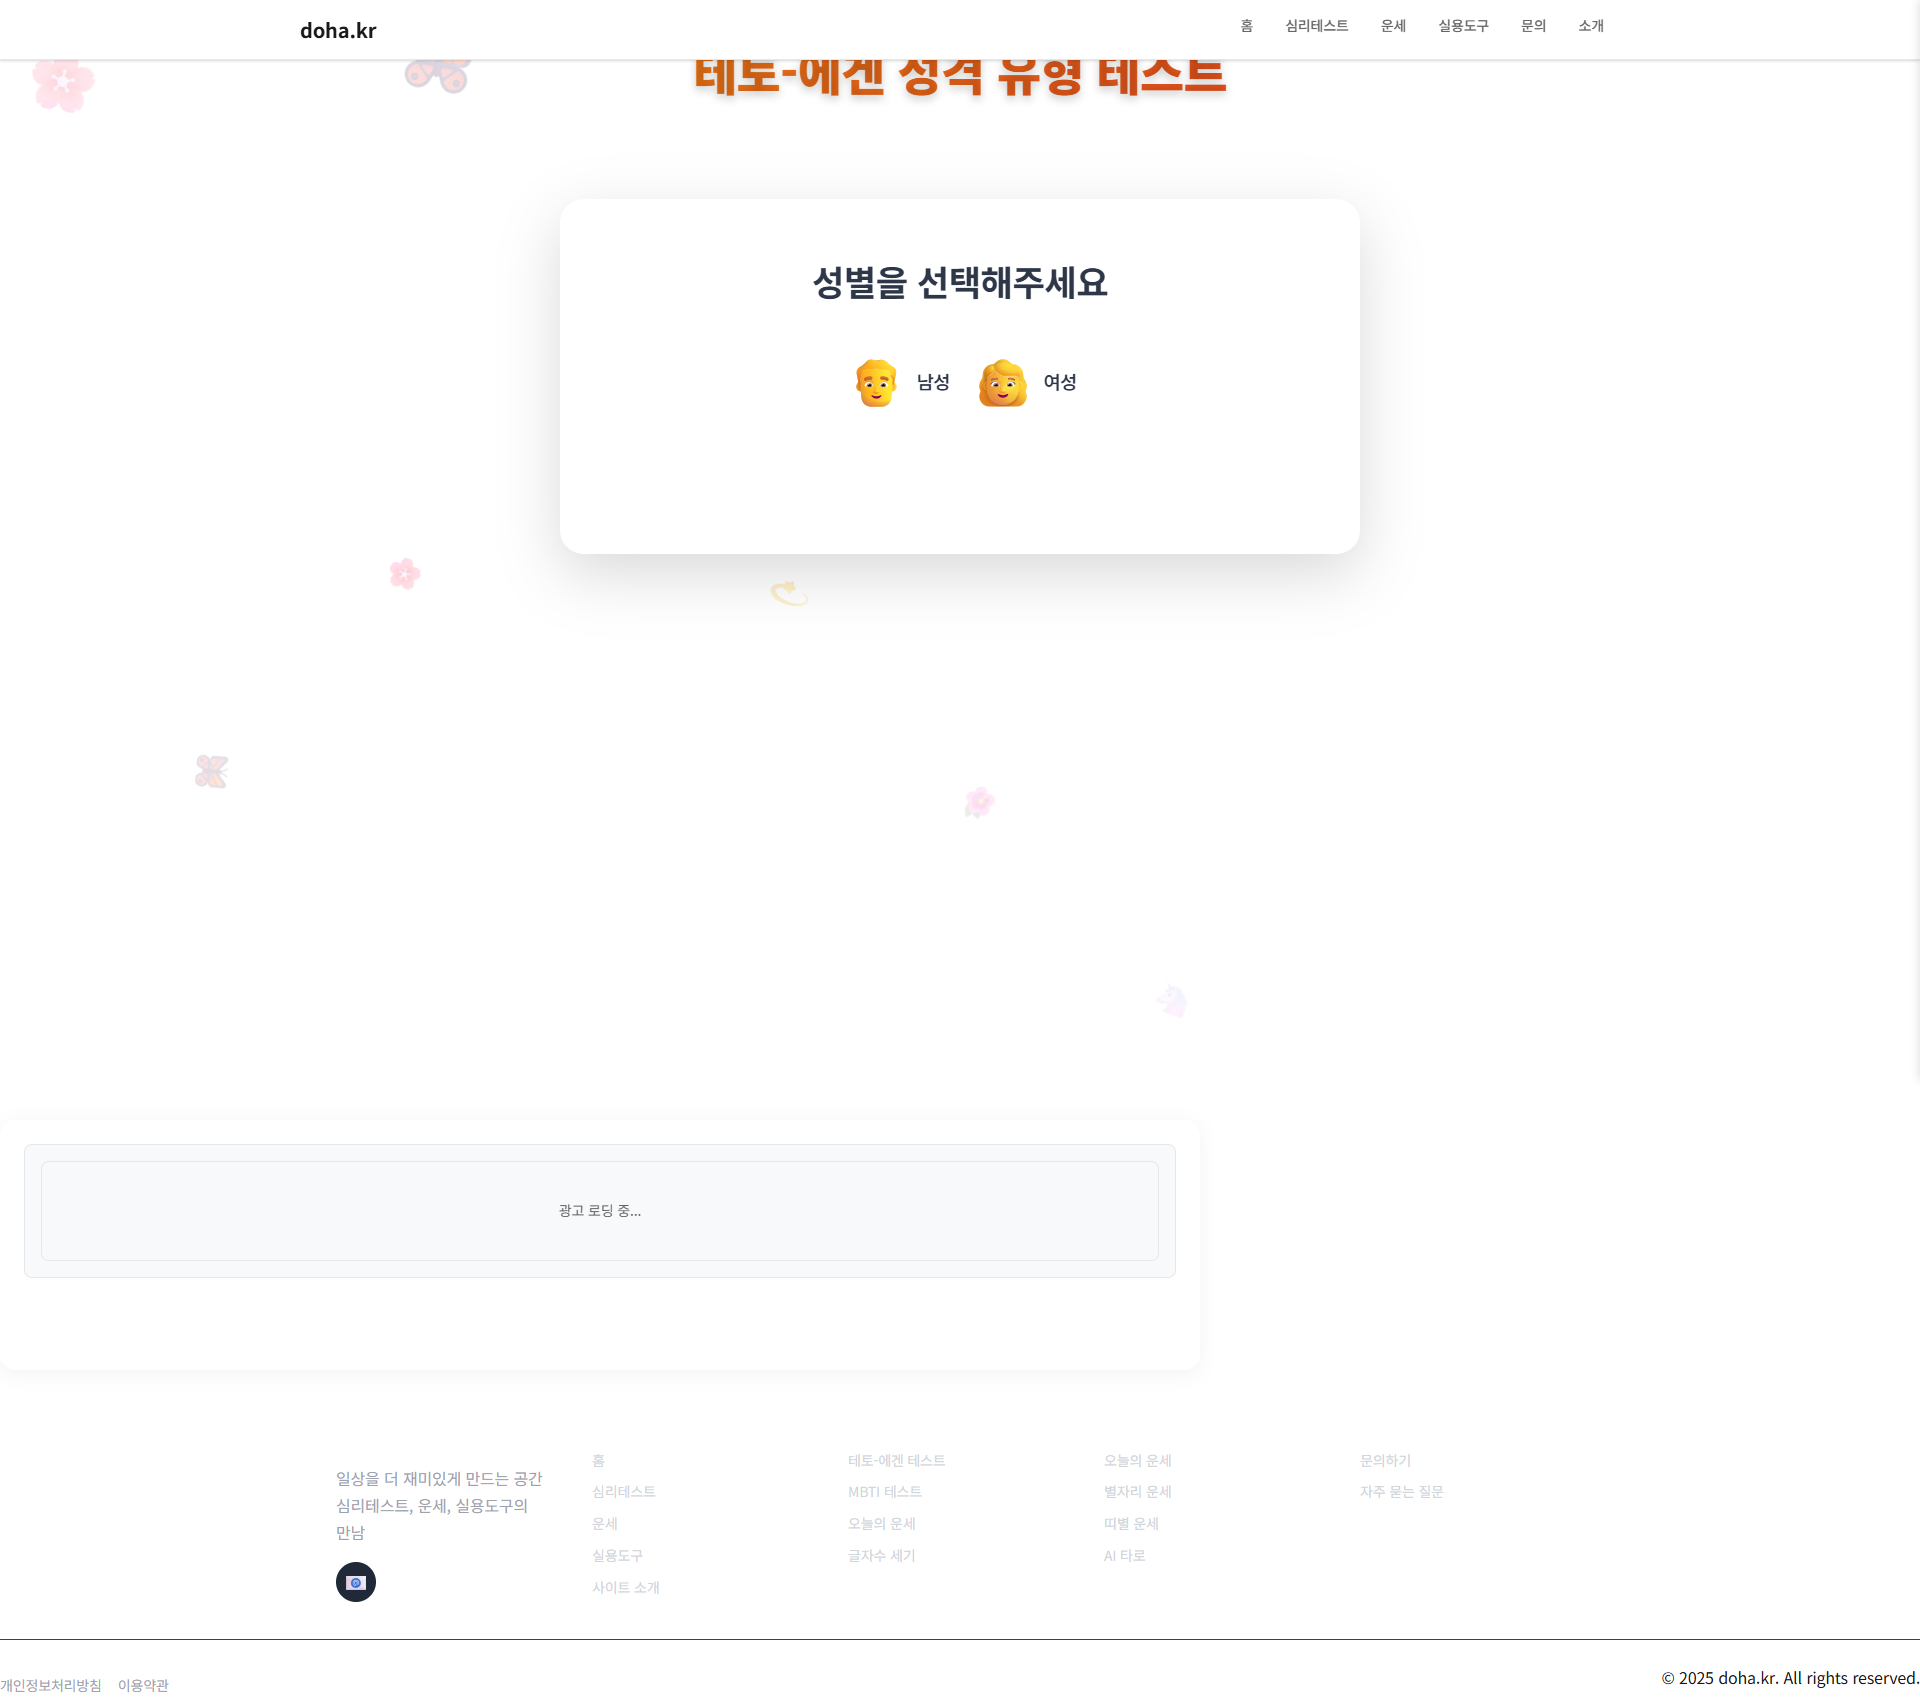 doha.kr
홈 심리테스트 운세 실용도구 문의 소개
테토-에겐 성격 유형 테스트
성별을 선택해주세요
남성 여성
광고 로딩 중...
일상을 더 재미있게 만드는 공간
심리테스트, 운세, 실용도구의
만남
홈
심리테스트
운세
실용도구
사이트 소개
테토-에겐 테스트
MBTI 테스트
오늘의 운세
글자수 세기
오늘의 운세
별자리 운세
띠별 운세
AI 타로
문의하기
자주 묻는 질문
개인정보처리방침 이용약관
© 2025 doha.kr. All rights reserved.